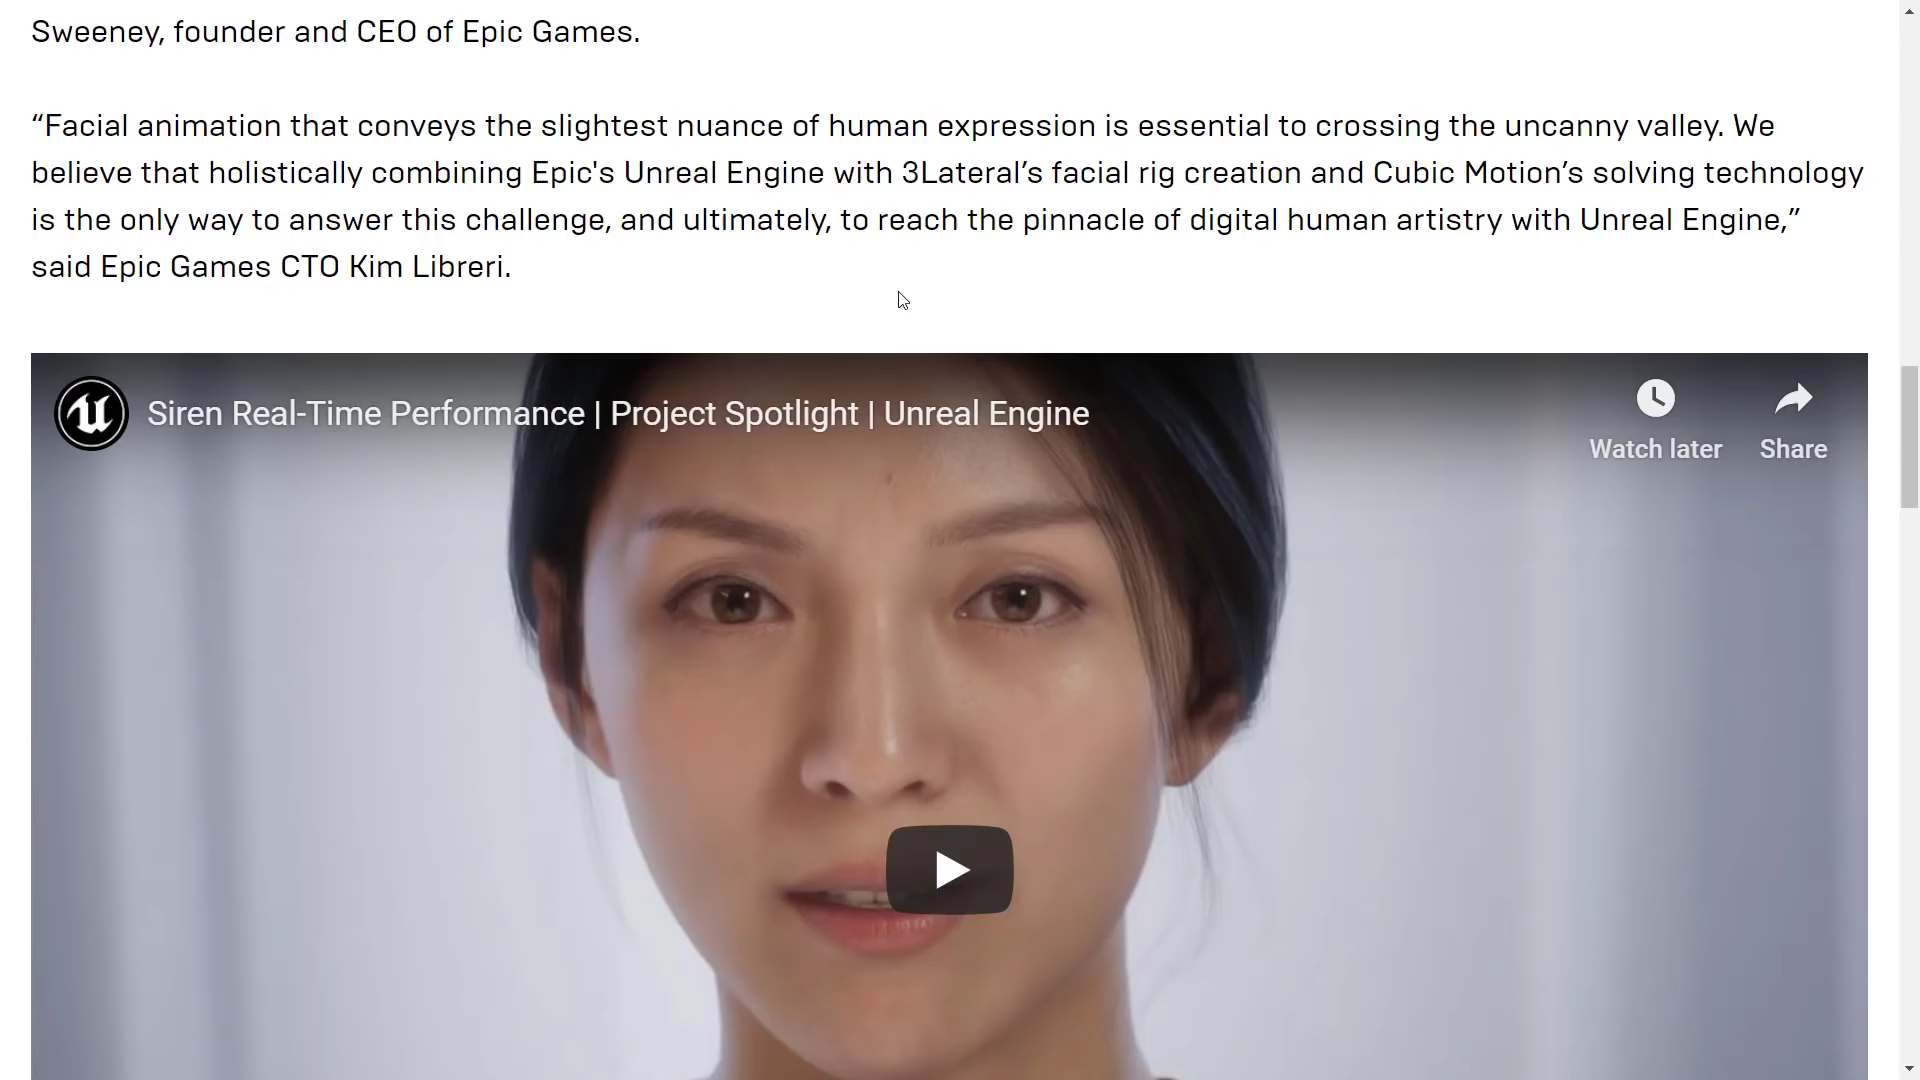 Sweeney, founder and CEO of Epic Games.
“Facial animation that conveys the slightest nuance of human expression is essential to crossing the uncanny valley. We
believe that holistically combining Epic's Unreal Engine with 3Lateral’s facial rig creation and Cubic Motion’s solving technology
is the only way to answer this challenge, and ultimately, to reach the pinnacle of digital human artistry with Unreal Engine,”
said Epic Games CTO Kim Libreri.
Siren Real-Time Performance | Project Spotlight | Unreal Engine
Watch later
Share